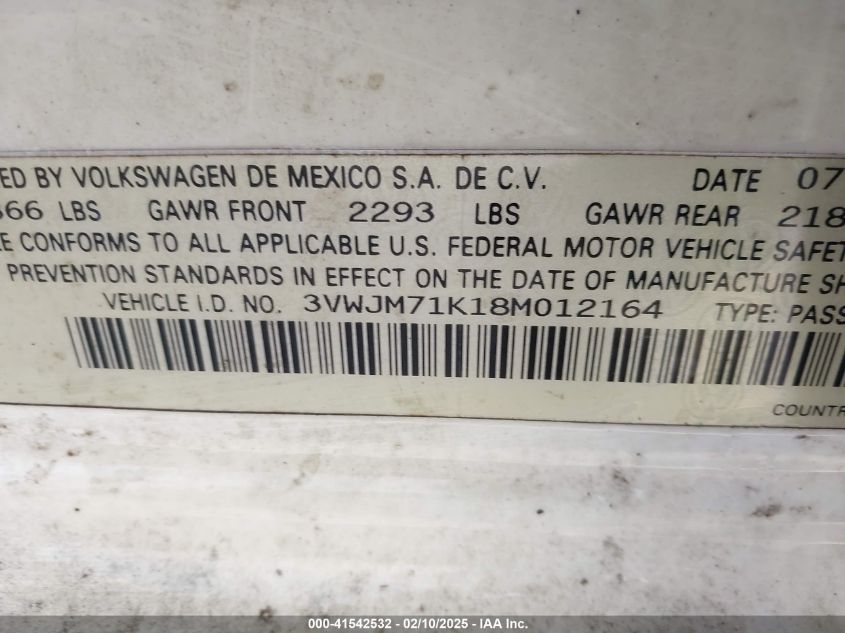 ED BY VOLKSWAGEN DE MEXICO S.A. DE C.V. DATE 07
66 LBS GAWR FRONT 2293 LBS GAWR REAR 218
E CONFORMS TO ALL APPLICABLE U.S. FEDERAL MOTOR VEHICLE SAFET
PREVENTION STANDARDS IN EFFECT ON THE DATE OF MANUFACTURE SH
VEHICLE I.D. NO. 3VWJM71K18M012164 TYPE: PASS
COUNTR
000-41542532 - 02/10/2025 - IAA Inc.